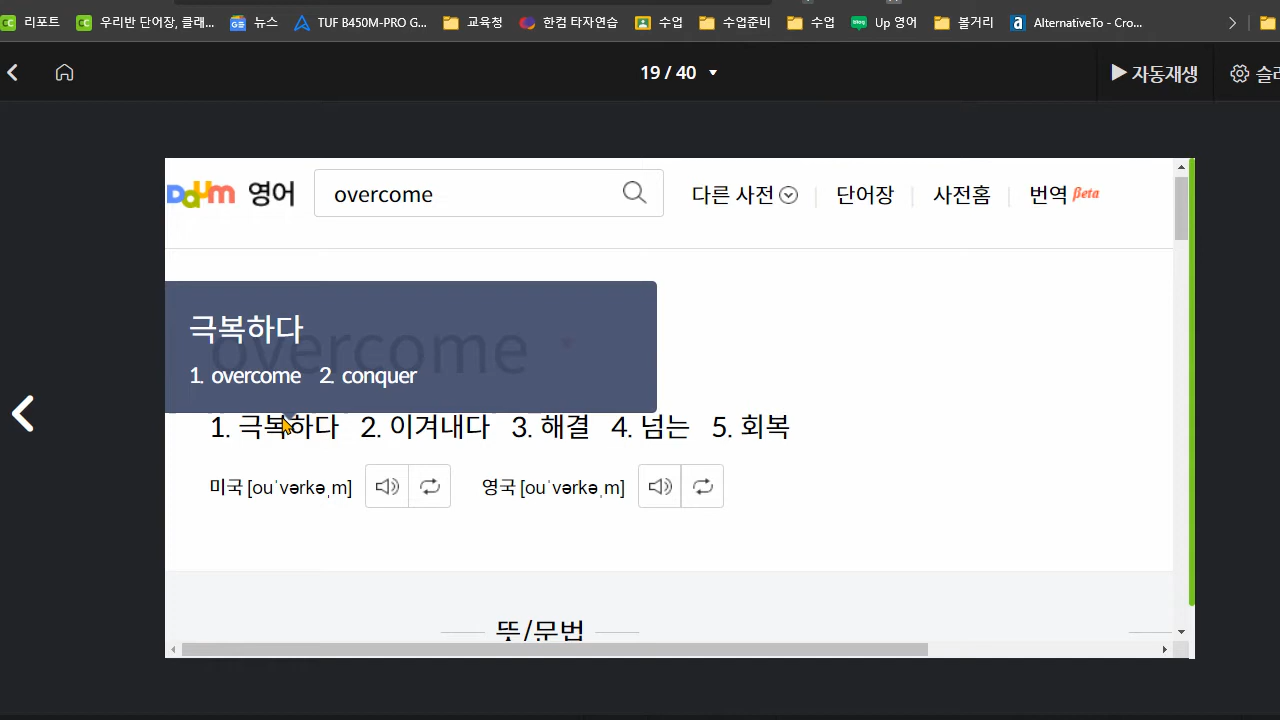 리포트 우리반 단어장, 클래... 뉴스 TUF B450M-PRO G... 교육청 한컴 타자연습 수업 수업준비 수업 Up 영어 볼거리 AlternativeTo - Cro...
19 / 40 자동재생
Daum 영어 overcome 다른 사전 단어장 사전홈 번역 βeta
극복하다
overcome
1. overcome 2. conquer
1. 극복하다 2. 이겨내다 3. 해결 4. 넘는 5. 회복
미국 [ouˈvərkəˌm] 영국 [ouˈvərkəˌm]
뜻/문법